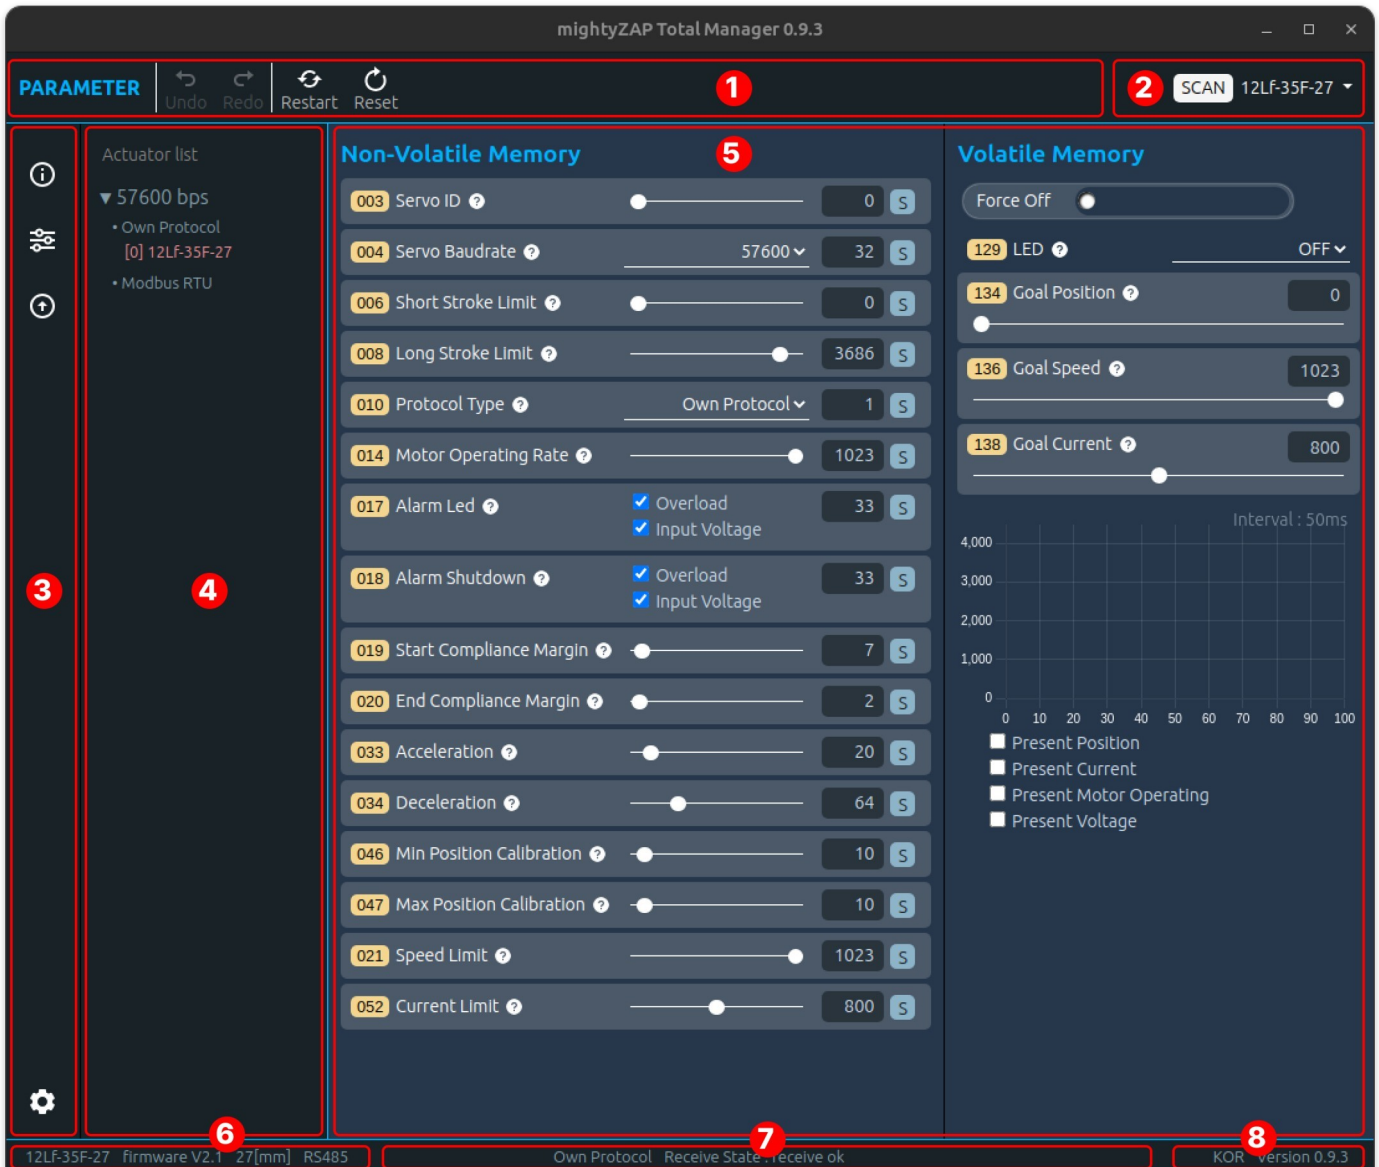 mightyZAP Total Manager 0.9.3
PARAMETER Undo Redo Restart Reset 1 2 SCAN 12Lf-35F-27
Actuator list
57600 bps
• Own Protocol
[0] 12Lf-35F-27
• Modbus RTU
3
4
Non-Volatile Memory 5
003 Servo ID ? 0 S
004 Servo Baudrate ? 57600 32 S
006 Short Stroke Limit ? 0 S
008 Long Stroke Limit ? 3686 S
010 Protocol Type ? Own Protocol 1 S
014 Motor Operating Rate ? 1023 S
017 Alarm Led ? Overload 33 S
Input Voltage
018 Alarm Shutdown ? Overload 33 S
Input Voltage
019 Start Compliance Margin ? 7 S
020 End Compliance Margin ? 2 S
033 Acceleration ? 20 S
034 Deceleration ? 64 S
046 Min Position Calibration ? 10 S
047 Max Position Calibration ? 10 S
021 Speed Limit ? 1023 S
052 Current Limit ? 800 S
Volatile Memory
Force Off
129 LED ? OFF
134 Goal Position ? 0
136 Goal Speed ? 1023
138 Goal Current ? 800
Interval : 50ms
4,000
3,000
2,000
1,000
0
0 10 20 30 40 50 60 70 80 90 100
Present Position
Present Current
Present Motor Operating
Present Voltage
6 7 8
12Lf-35F-27 firmware V2.1 27[mm] RS485 Own Protocol Receive State : receive ok KOR Version 0.9.3